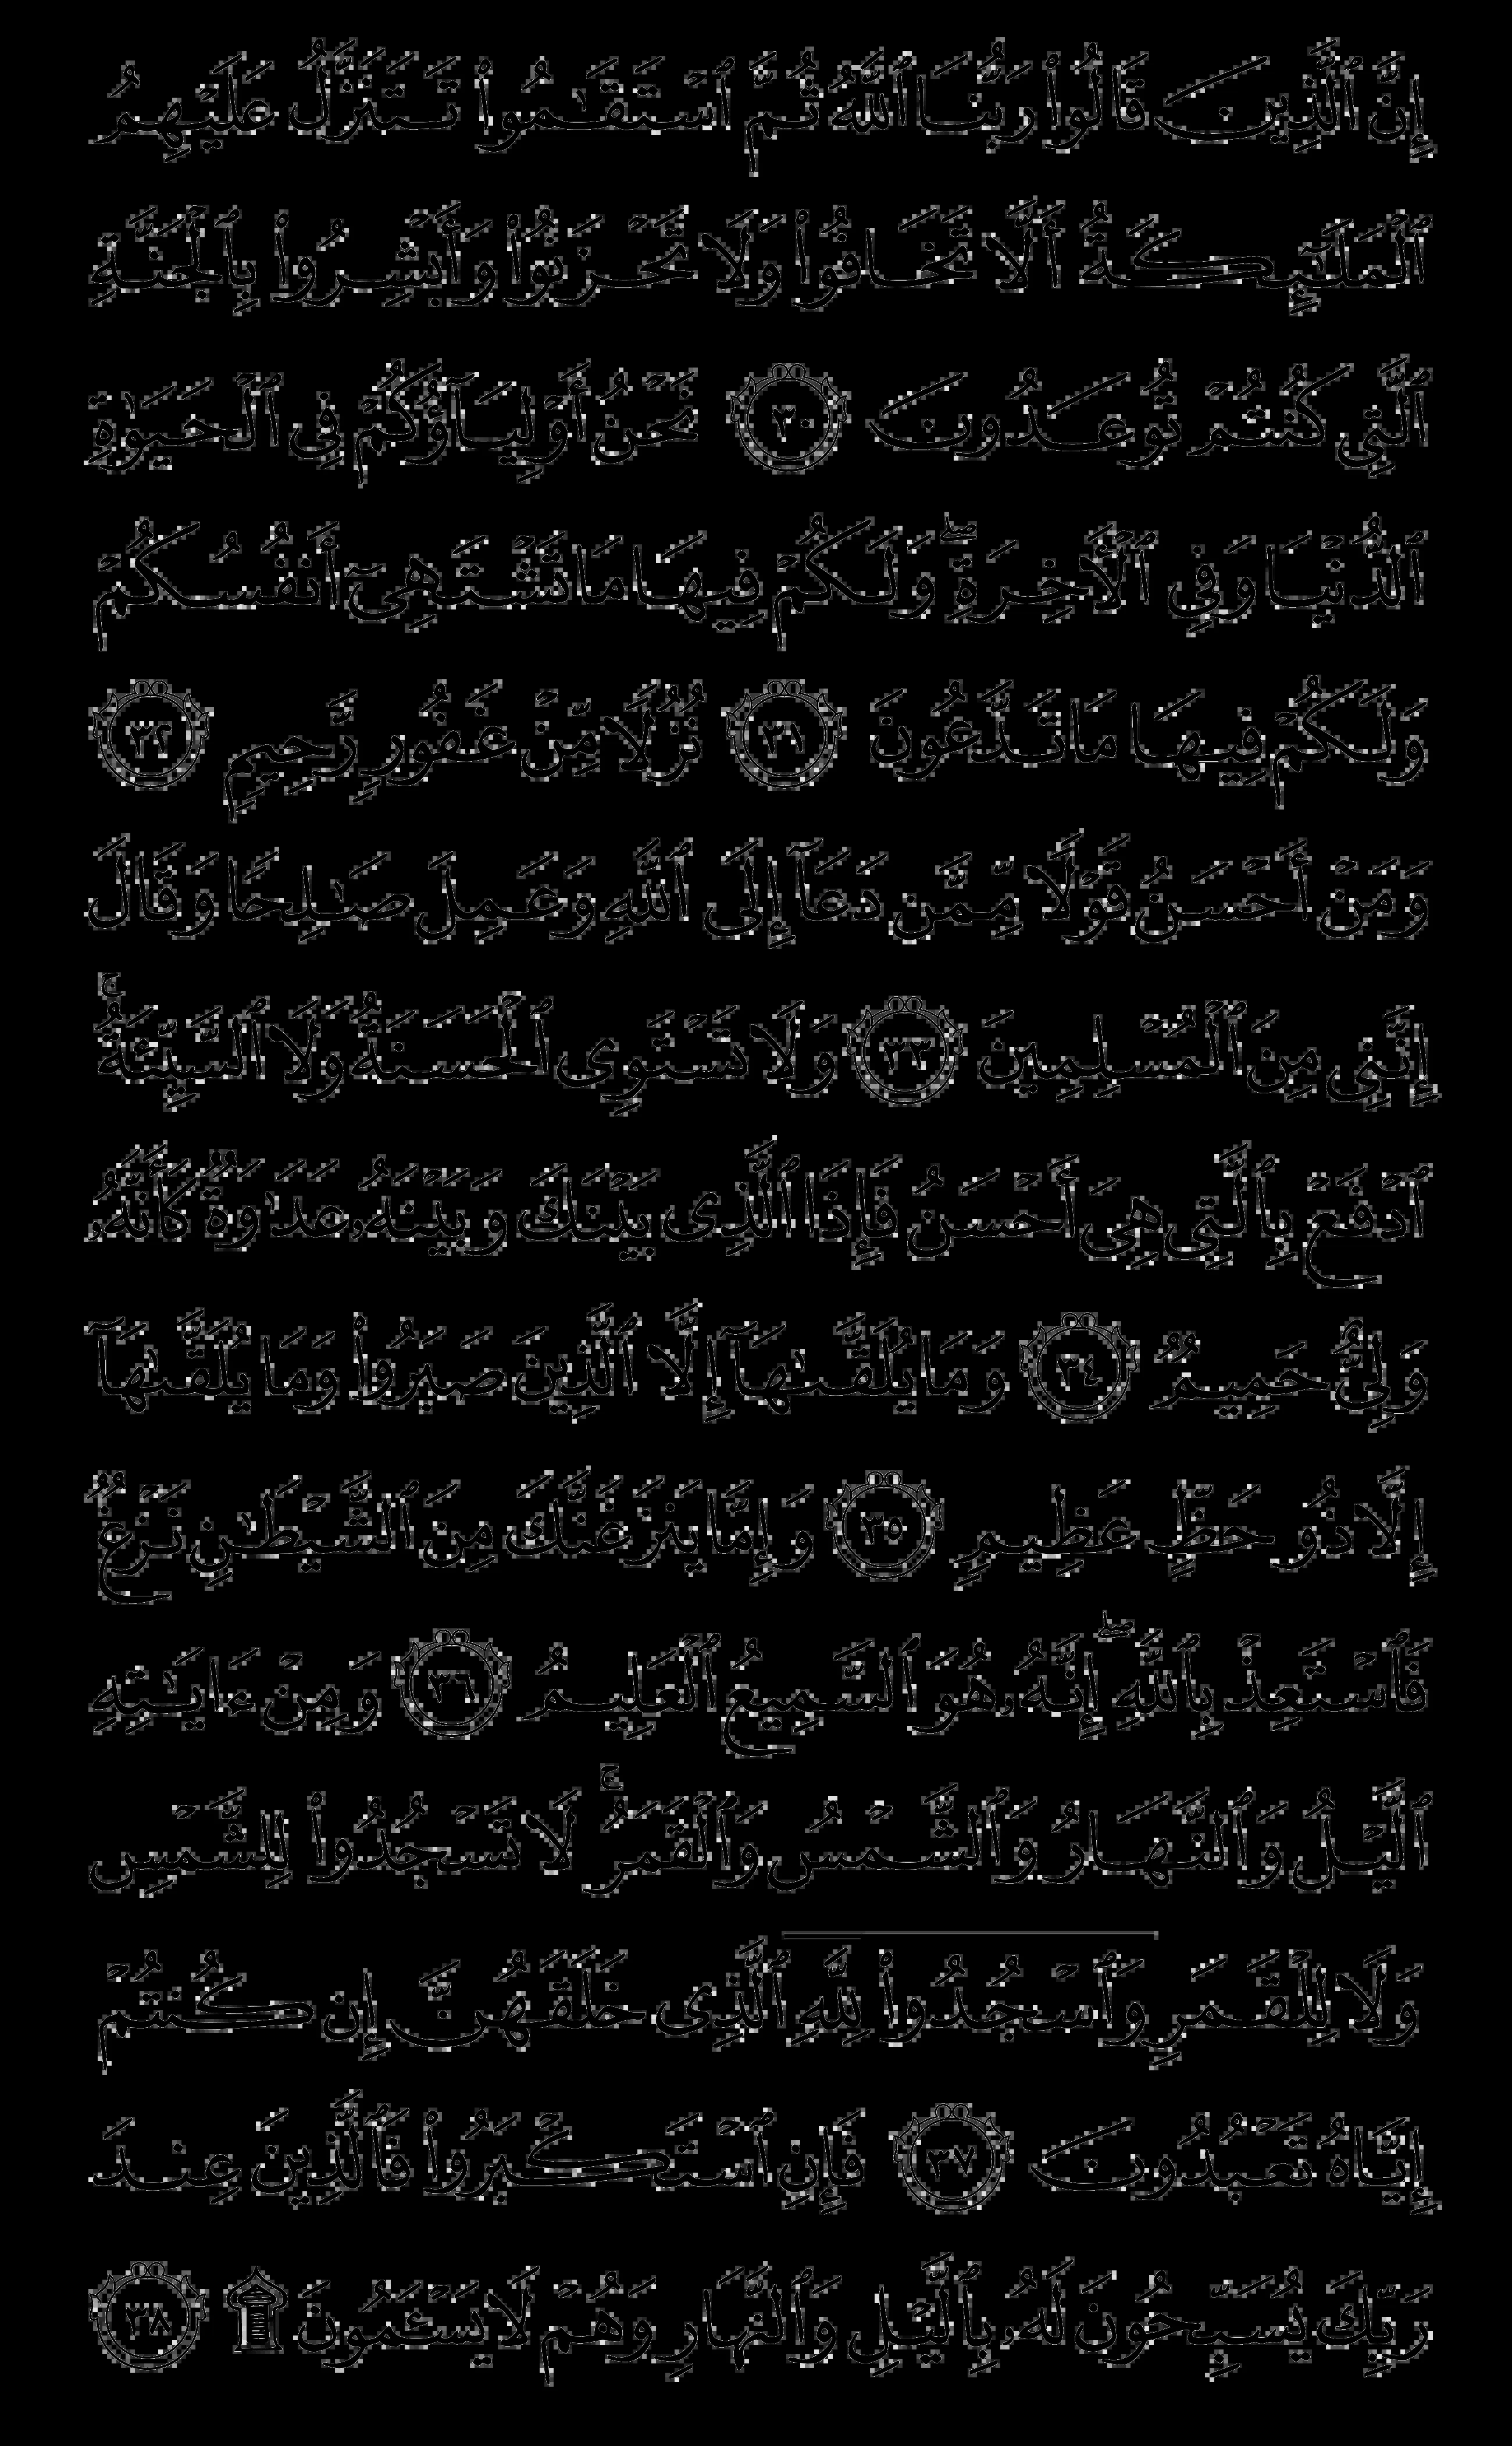 إِنَّ ٱلَّذِينَ قَالُوا۟ رَبُّنَا ٱللَّهُ ثُمَّ ٱسْتَقَـٰمُوا۟ تَتَنَزَّلُ عَلَيْهِمُ
ٱلْمَلَـٰٓئِكَةُ أَلَّا تَخَافُوا۟ وَلَا تَحْزَنُوا۟ وَأَبْشِرُوا۟ بِٱلْجَنَّةِ
ٱلَّتِى كُنتُمْ تُوعَدُونَ ٣٠ نَحْنُ أَوْلِيَآؤُكُمْ فِى ٱلْحَيَوٰةِ
ٱلدُّنْيَا وَفِى ٱلْـَٔاخِرَةِ ۖ وَلَكُمْ فِيهَا مَا تَشْتَهِىٓ أَنفُسُكُمْ
وَلَكُمْ فِيهَا مَا تَدَّعُونَ ٣١ نُزُلًا مِّنْ غَفُورٍ رَّحِيمٍ ٣٢
وَمَنْ أَحْسَنُ قَوْلًا مِّمَّن دَعَآ إِلَى ٱللَّهِ وَعَمِلَ صَـٰلِحًا وَقَالَ
إِنَّنِى مِنَ ٱلْمُسْلِمِينَ ٣٣ وَلَا تَسْتَوِى ٱلْحَسَنَةُ وَلَا ٱلسَّيِّئَةُ ۚ
ٱدْفَعْ بِٱلَّتِى هِىَ أَحْسَنُ فَإِذَا ٱلَّذِى بَيْنَكَ وَبَيْنَهُۥ عَدَٰوَةٌ كَأَنَّهُۥ
وَلِىٌّ حَمِيمٌ ٣٤ وَمَا يُلَقَّىٰهَآ إِلَّا ٱلَّذِينَ صَبَرُوا۟ وَمَا يُلَقَّىٰهَآ
إِلَّا ذُو حَظٍّ عَظِيمٍ ٣٥ وَإِمَّا يَنزَغَنَّكَ مِنَ ٱلشَّيْطَـٰنِ نَزْغٌ
فَٱسْتَعِذْ بِٱللَّهِ ۖ إِنَّهُۥ هُوَ ٱلسَّمِيعُ ٱلْعَلِيمُ ٣٦ وَمِنْ ءَايَـٰتِهِ
ٱلَّيْلُ وَٱلنَّهَارُ وَٱلشَّمْسُ وَٱلْقَمَرُ ۚ لَا تَسْجُدُوا۟ لِلشَّمْسِ
وَلَا لِلْقَمَرِ وَٱسْجُدُوا۟ لِلَّهِ ٱلَّذِى خَلَقَهُنَّ إِن كُنتُمْ
إِيَّاهُ تَعْبُدُونَ ٣٧ فَإِنِ ٱسْتَكْبَرُوا۟ فَٱلَّذِينَ عِندَ
رَبِّكَ يُسَبِّحُونَ لَهُۥ بِٱلَّيْلِ وَٱلنَّهَارِ وَهُمْ لَا يَسْـَٔمُونَ ۩ ٣٨